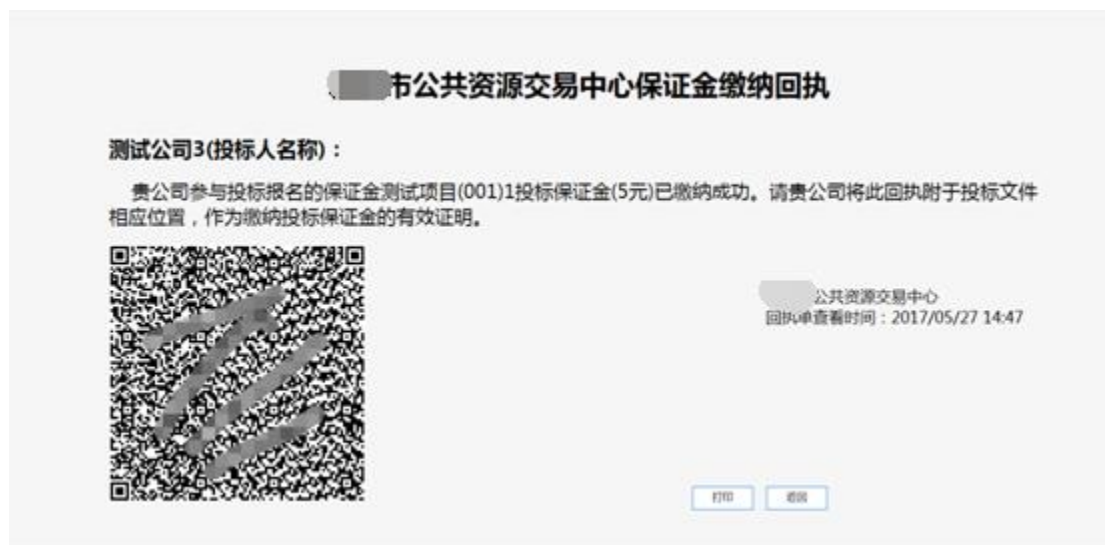 市公共资源交易中心保证金缴纳回执
测试公司3(投标人名称)：
贵公司参与投标报名的保证金测试项目(001)1投标保证金(5元)已缴纳成功。请贵公司将此回执附于投标文件
相应位置，作为缴纳投标保证金的有效证明。
公共资源交易中心
回执单查看时间：2017/05/27 14:47
打印
返回